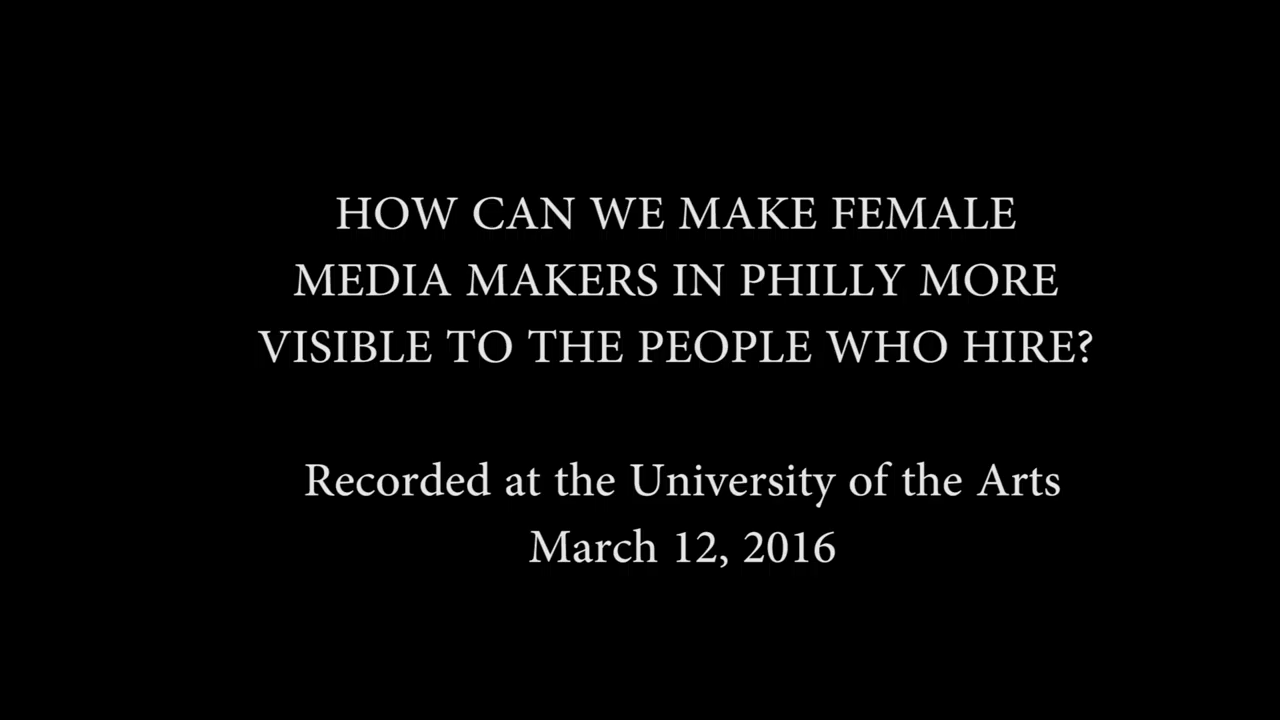 HOW CAN WE MAKE FEMALE
MEDIA MAKERS IN PHILLY MORE
VISIBLE TO THE PEOPLE WHO HIRE?
Recorded at the University of the Arts
March 12, 2016